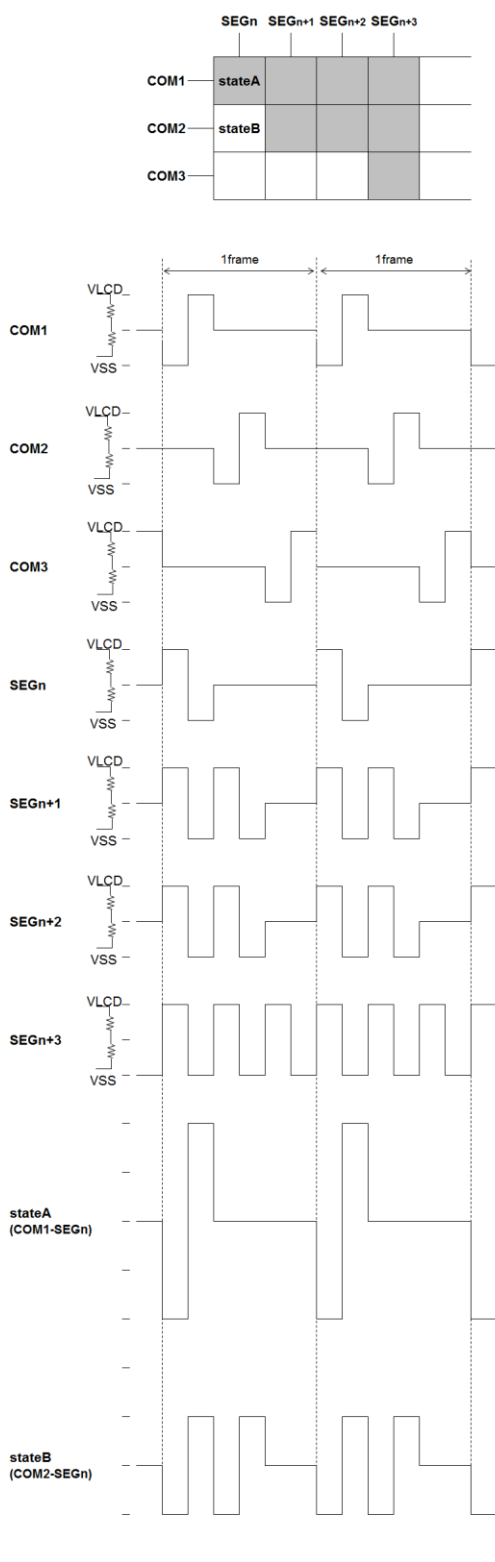 SEGn SEGn+1 SEGn+2 SEGn+3
COM1 stateA
COM2 stateB
COM3
1frame 1frame
VLCD
COM1
VSS
VLCD
COM2
VSS
VLCD
COM3
VSS
VLCD
SEGn
VSS
VLCD
SEGn+1
VSS
VLCD
SEGn+2
VSS
VLCD
SEGn+3
VSS
stateA
(COM1-SEGn)
stateB
(COM2-SEGn)